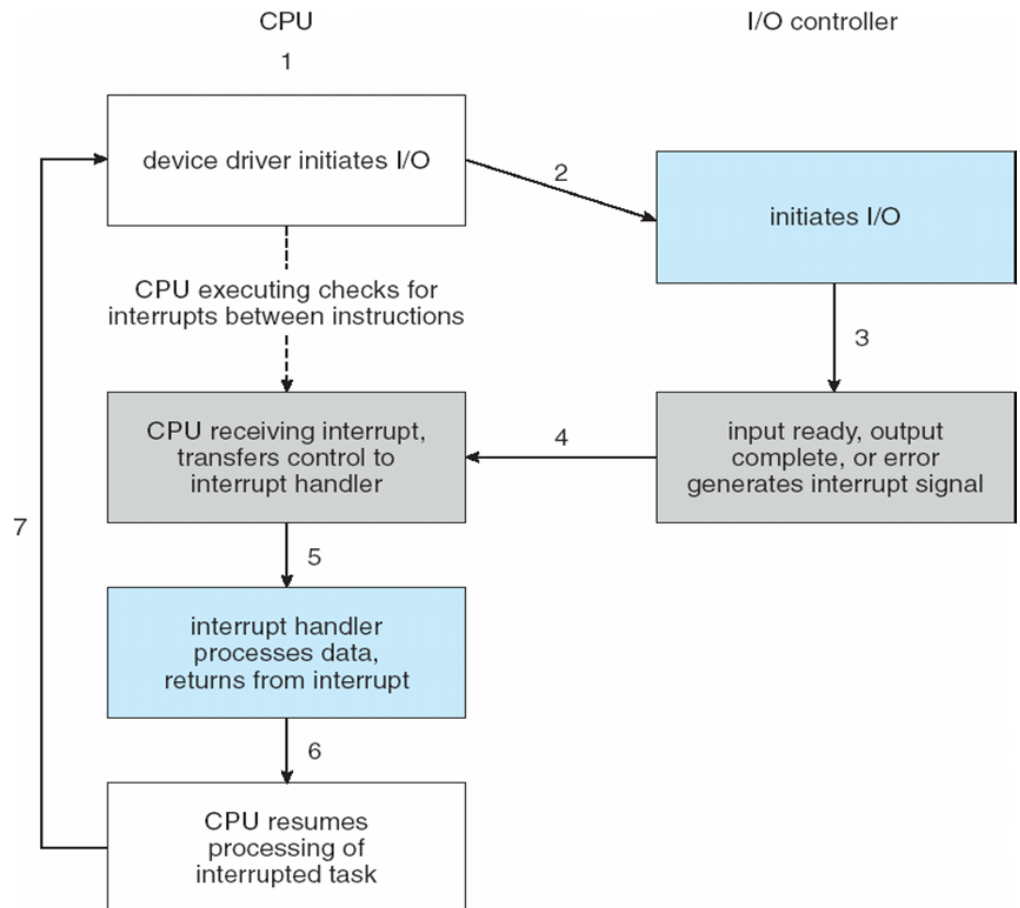 CPU
I/O controller
1
device driver initiates I/O
2
initiates I/O
CPU executing checks for
interrupts between instructions
3
CPU receiving interrupt,
transfers control to
interrupt handler
4
input ready, output
complete, or error
generates interrupt signal
7
5
interrupt handler
processes data,
returns from interrupt
6
CPU resumes
processing of
interrupted task